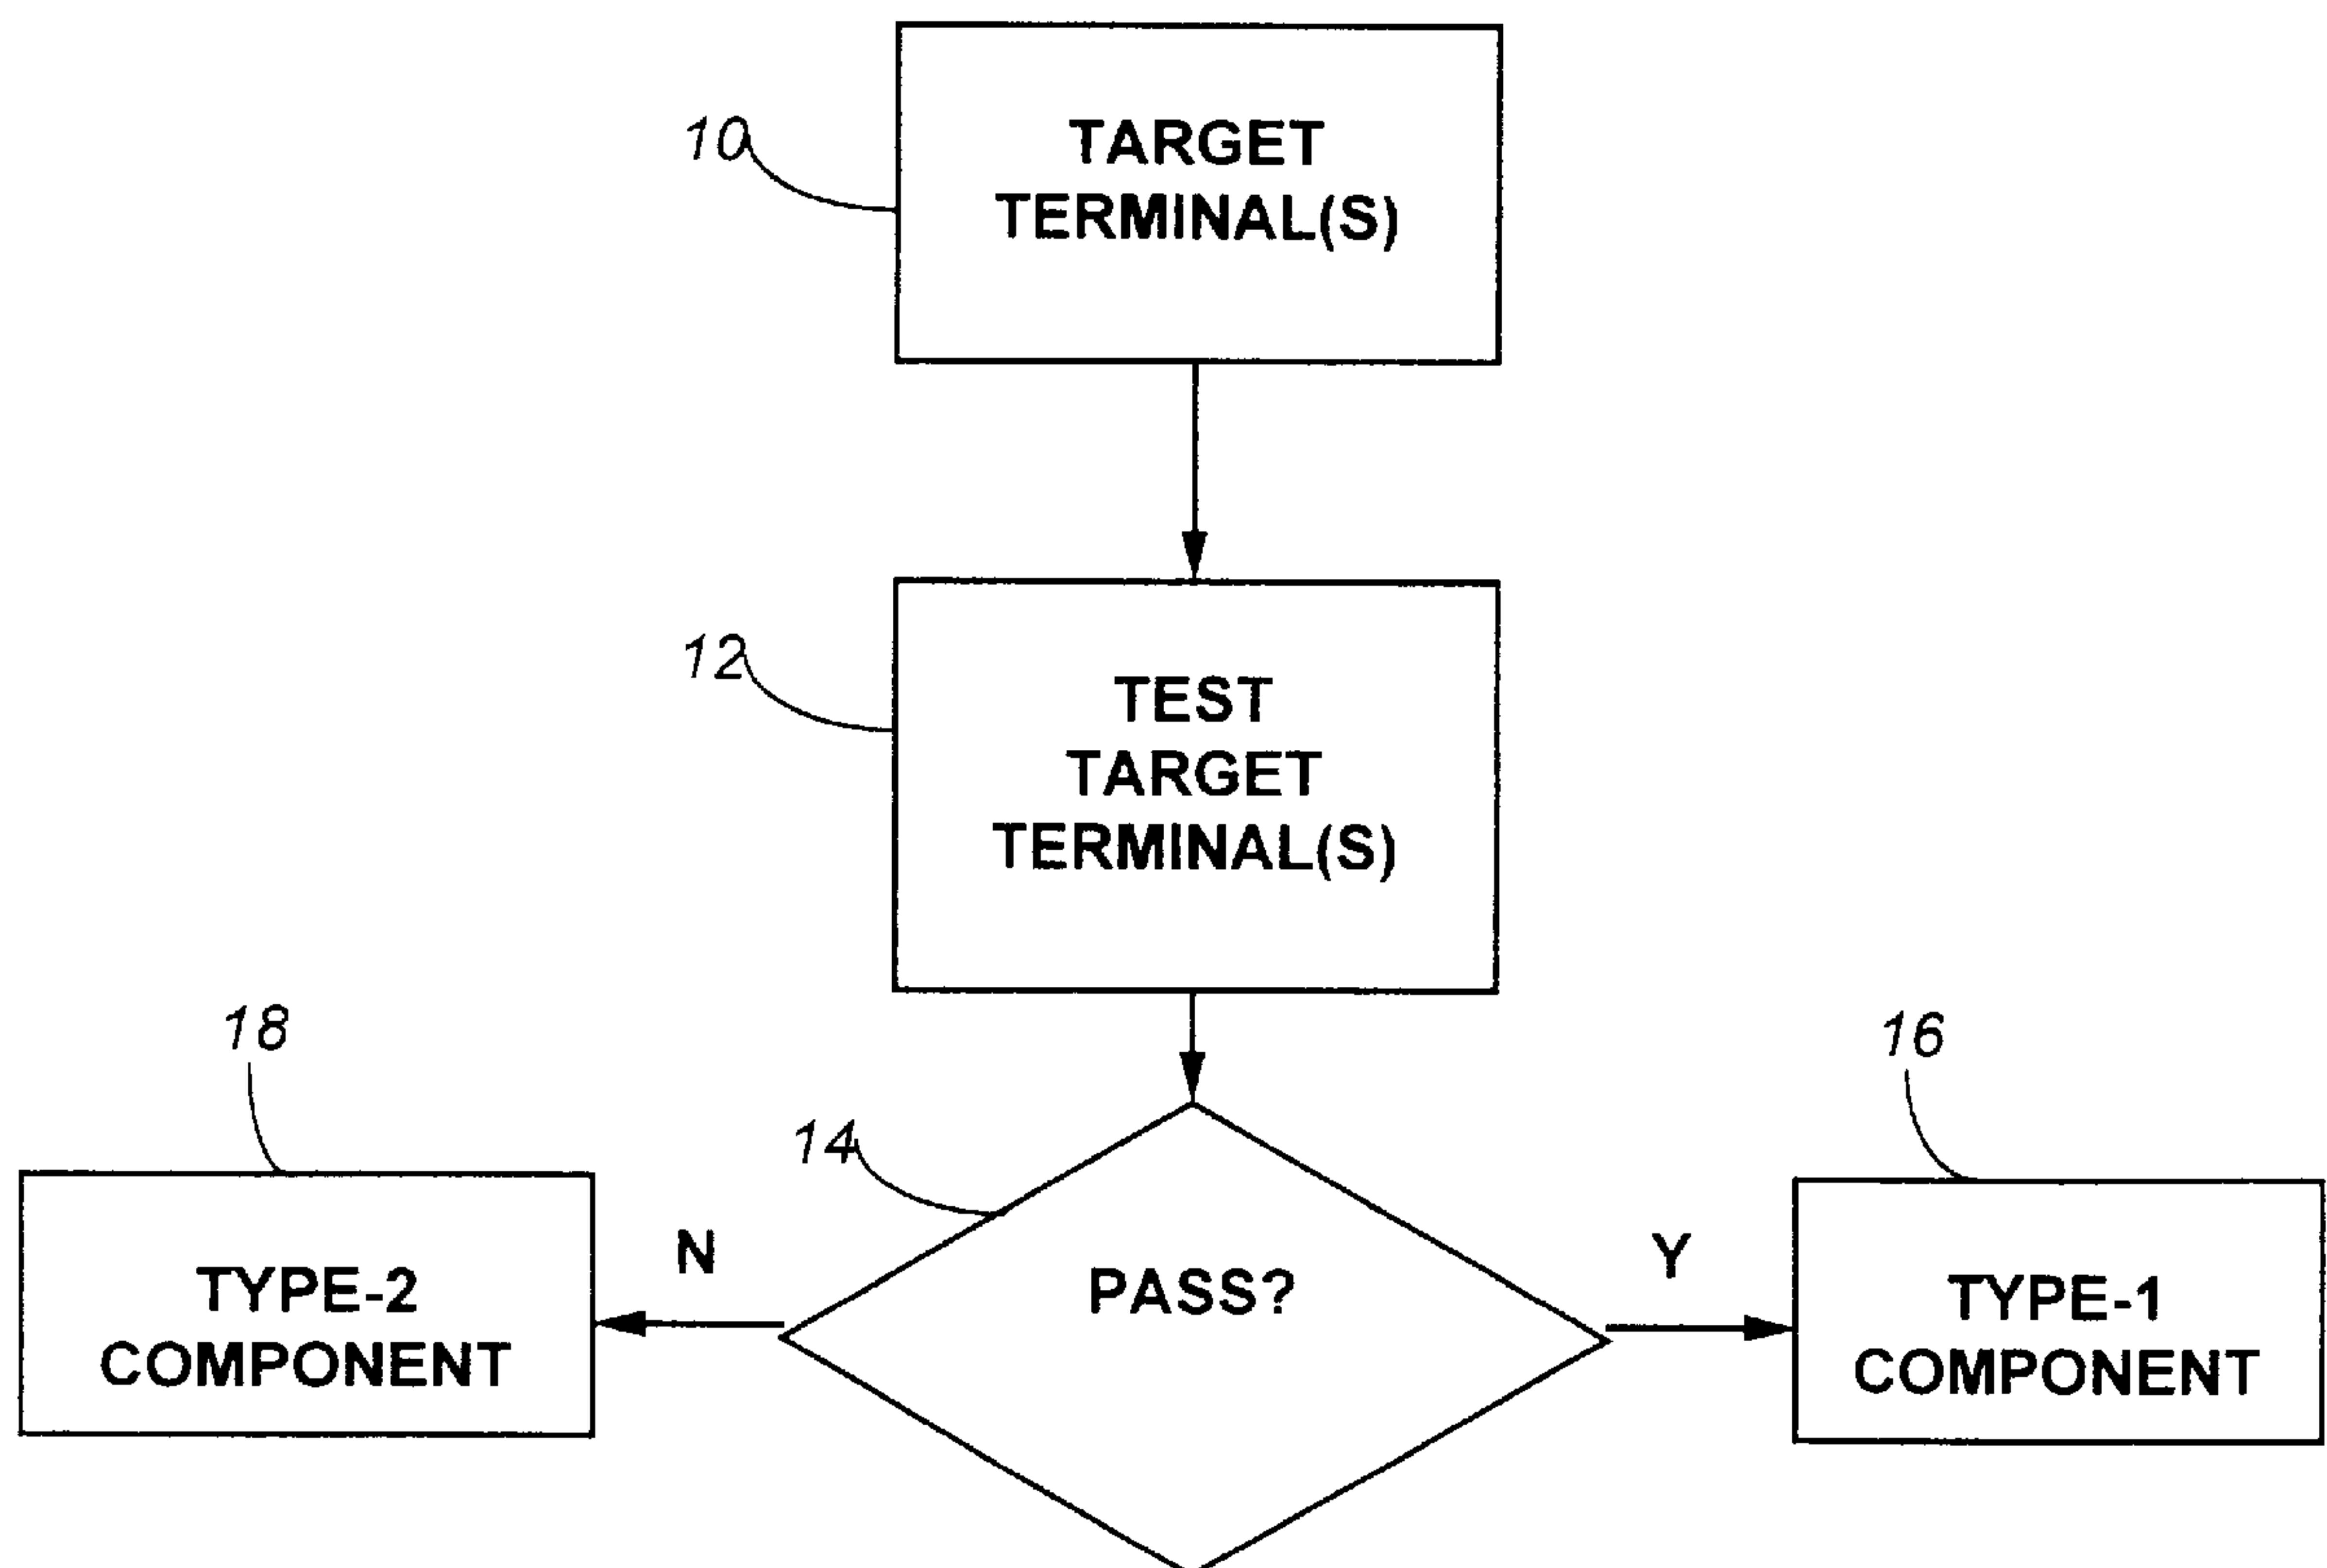 10
TARGET
TERMINAL(S)
12
TEST
TARGET
TERMINAL(S)
18
16
14
N
PASS?
Y
TYPE-2
COMPONENT
TYPE-1
COMPONENT